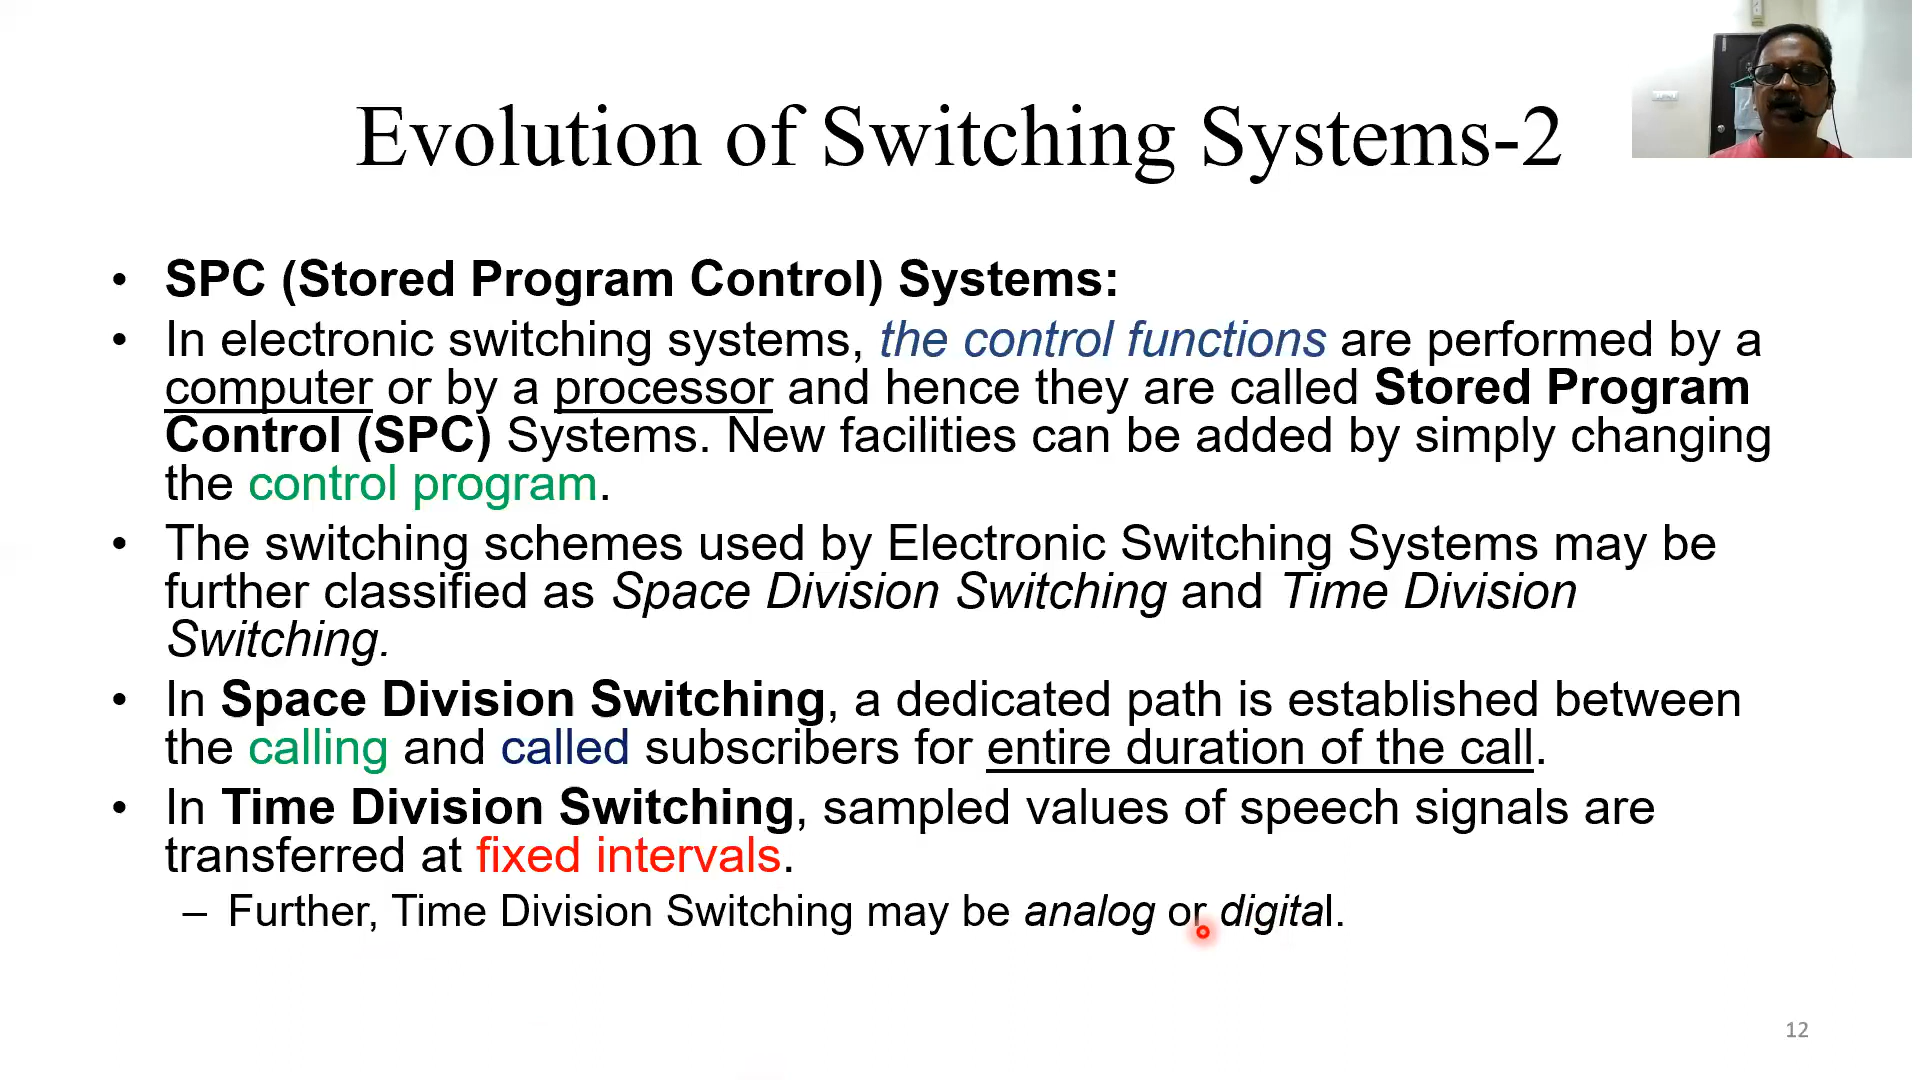 Evolution of Switching Systems-2
• SPC (Stored Program Control) Systems:
• In electronic switching systems, the control functions are performed by a
computer or by a processor and hence they are called Stored Program
Control (SPC) Systems. New facilities can be added by simply changing
the control program.
• The switching schemes used by Electronic Switching Systems may be
further classified as Space Division Switching and Time Division
Switching.
• In Space Division Switching, a dedicated path is established between
the calling and called subscribers for entire duration of the call.
• In Time Division Switching, sampled values of speech signals are
transferred at fixed intervals.
– Further, Time Division Switching may be analog or digital.
12